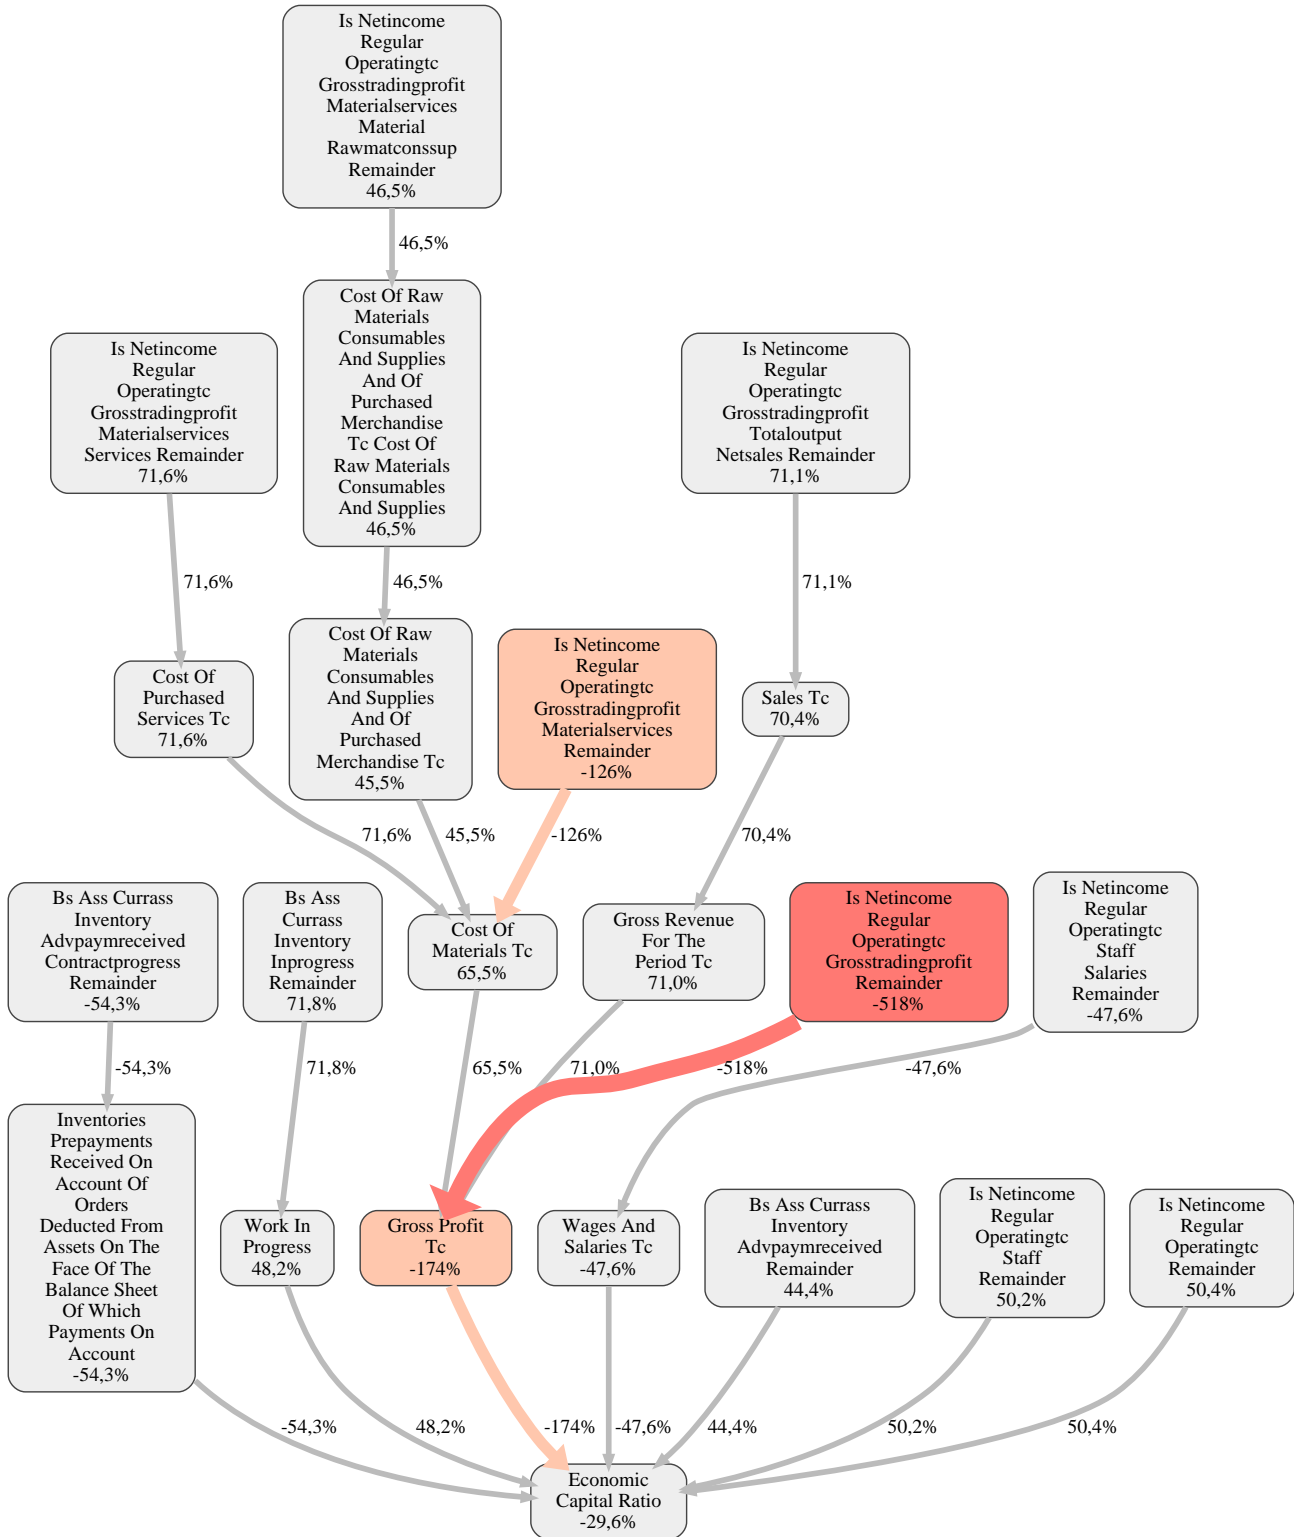 Is Netincome
Regular
Operatingtc
Grosstradingprofit
Materialservices
Material
Rawmatconssup
Remainder
46,5%
46,5%
Cost Of Raw
Materials
Consumables
And Supplies
And Of
Purchased
Merchandise
Tc Cost Of
Raw Materials
Consumables
And Supplies
46,5%
Is Netincome
Regular
Operatingtc
Grosstradingprofit
Materialservices
Services Remainder
71,6%
Is Netincome
Regular
Operatingtc
Grosstradingprofit
Totaloutput
Netsales Remainder
71,1%
71,6%
46,5%
71,1%
Cost Of
Purchased
Services Tc
71,6%
Cost Of Raw
Materials
Consumables
And Supplies
And Of
Purchased
Merchandise Tc
45,5%
Is Netincome
Regular
Operatingtc
Grosstradingprofit
Materialservices
Remainder
-126%
Sales Tc
70,4%
71,6%
45,5%
-126%
70,4%
Bs Ass Currass
Inventory
Advpaymreceived
Contractprogress
Remainder
-54,3%
Bs Ass
Currass
Inventory
Inprogress
Remainder
71,8%
Cost Of
Materials Tc
65,5%
Gross Revenue
For The
Period Tc
71,0%
Is Netincome
Regular
Operatingtc
Grosstradingprofit
Remainder
-518%
Is Netincome
Regular
Operatingtc
Staff
Salaries
Remainder
-47,6%
-54,3%
71,8%
65,5%
71,0%
-518%
-47,6%
Inventories
Prepayments
Received On
Account Of
Orders
Deducted From
Assets On The
Face Of The
Balance Sheet
Of Which
Payments On
Account
-54,3%
Work In
Progress
48,2%
Gross Profit
Tc
-174%
Wages And
Salaries Tc
-47,6%
Bs Ass Currass
Inventory
Advpaymreceived
Remainder
44,4%
Is Netincome
Regular
Operatingtc
Staff
Remainder
50,2%
Is Netincome
Regular
Operatingtc
Remainder
50,4%
-54,3%
48,2%
-174%
-47,6%
44,4%
50,2%
50,4%
Economic
Capital Ratio
-29,6%